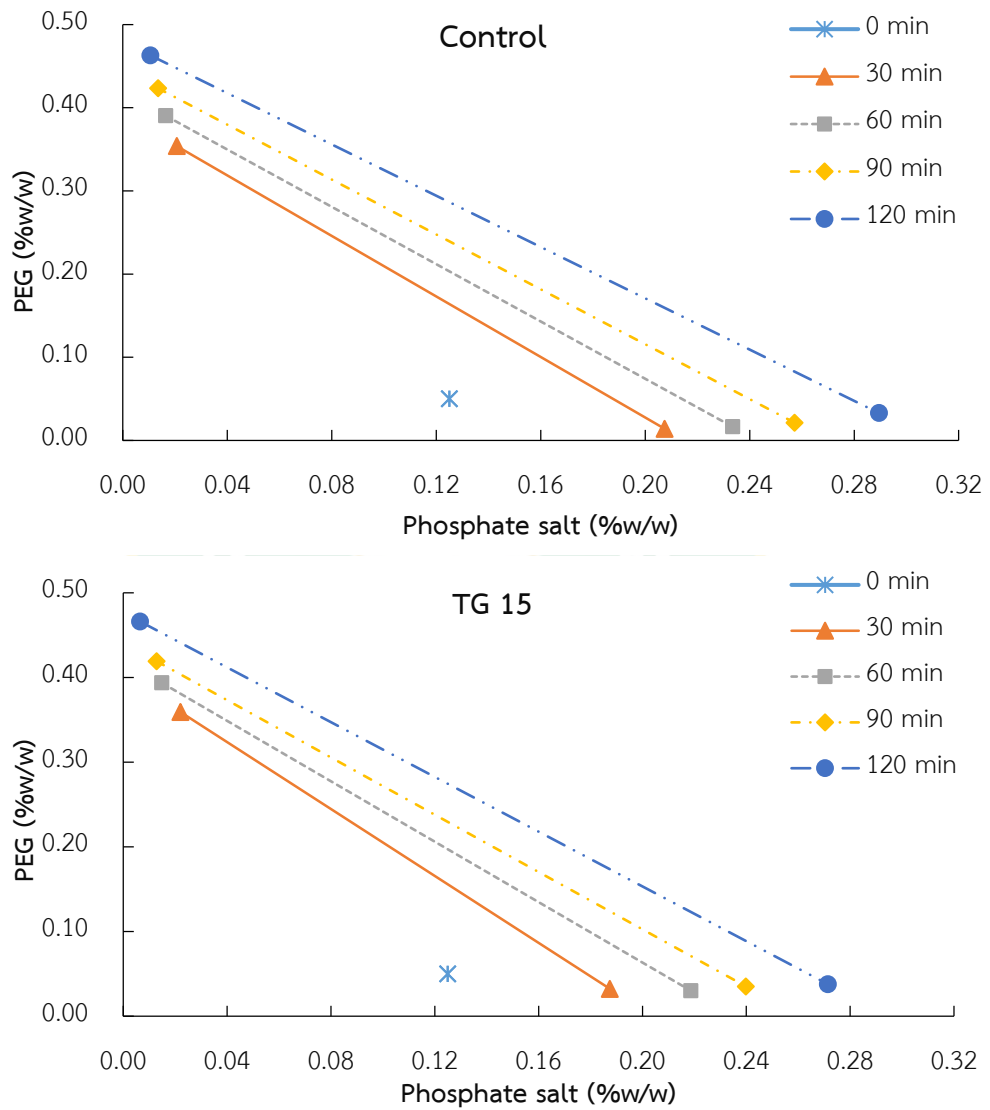 Control
0.50
0.40
0.30
0.20
0.10
0.00
PEG (%w/w)
0.00 0.04 0.08 0.12 0.16 0.20 0.24 0.28 0.32
Phosphate salt (%w/w)
0 min
30 min
60 min
90 min
120 min
TG 15
0.50
0.40
0.30
0.20
0.10
0.00
PEG (%w/w)
0.00 0.04 0.08 0.12 0.16 0.20 0.24 0.28 0.32
Phosphate salt (%w/w)
0 min
30 min
60 min
90 min
120 min